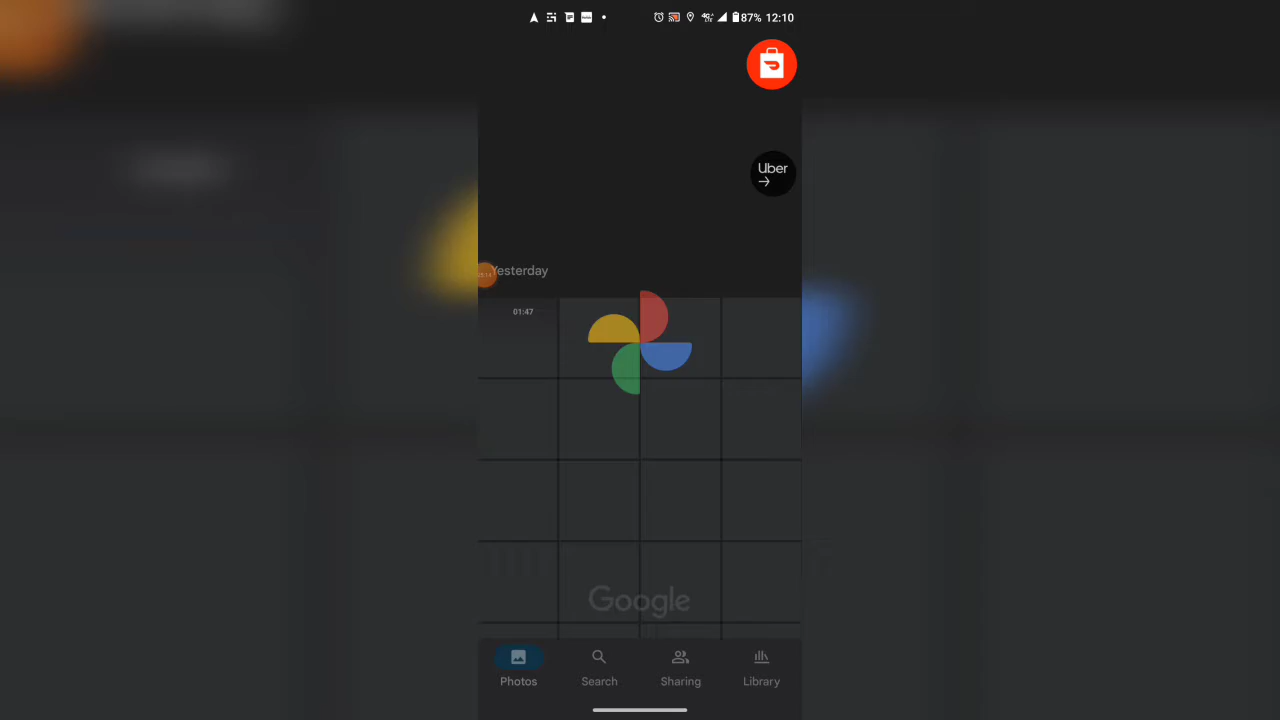 87% 12:10
Uber
Yesterday
01:47
Google
Photos
Search
Sharing
Library